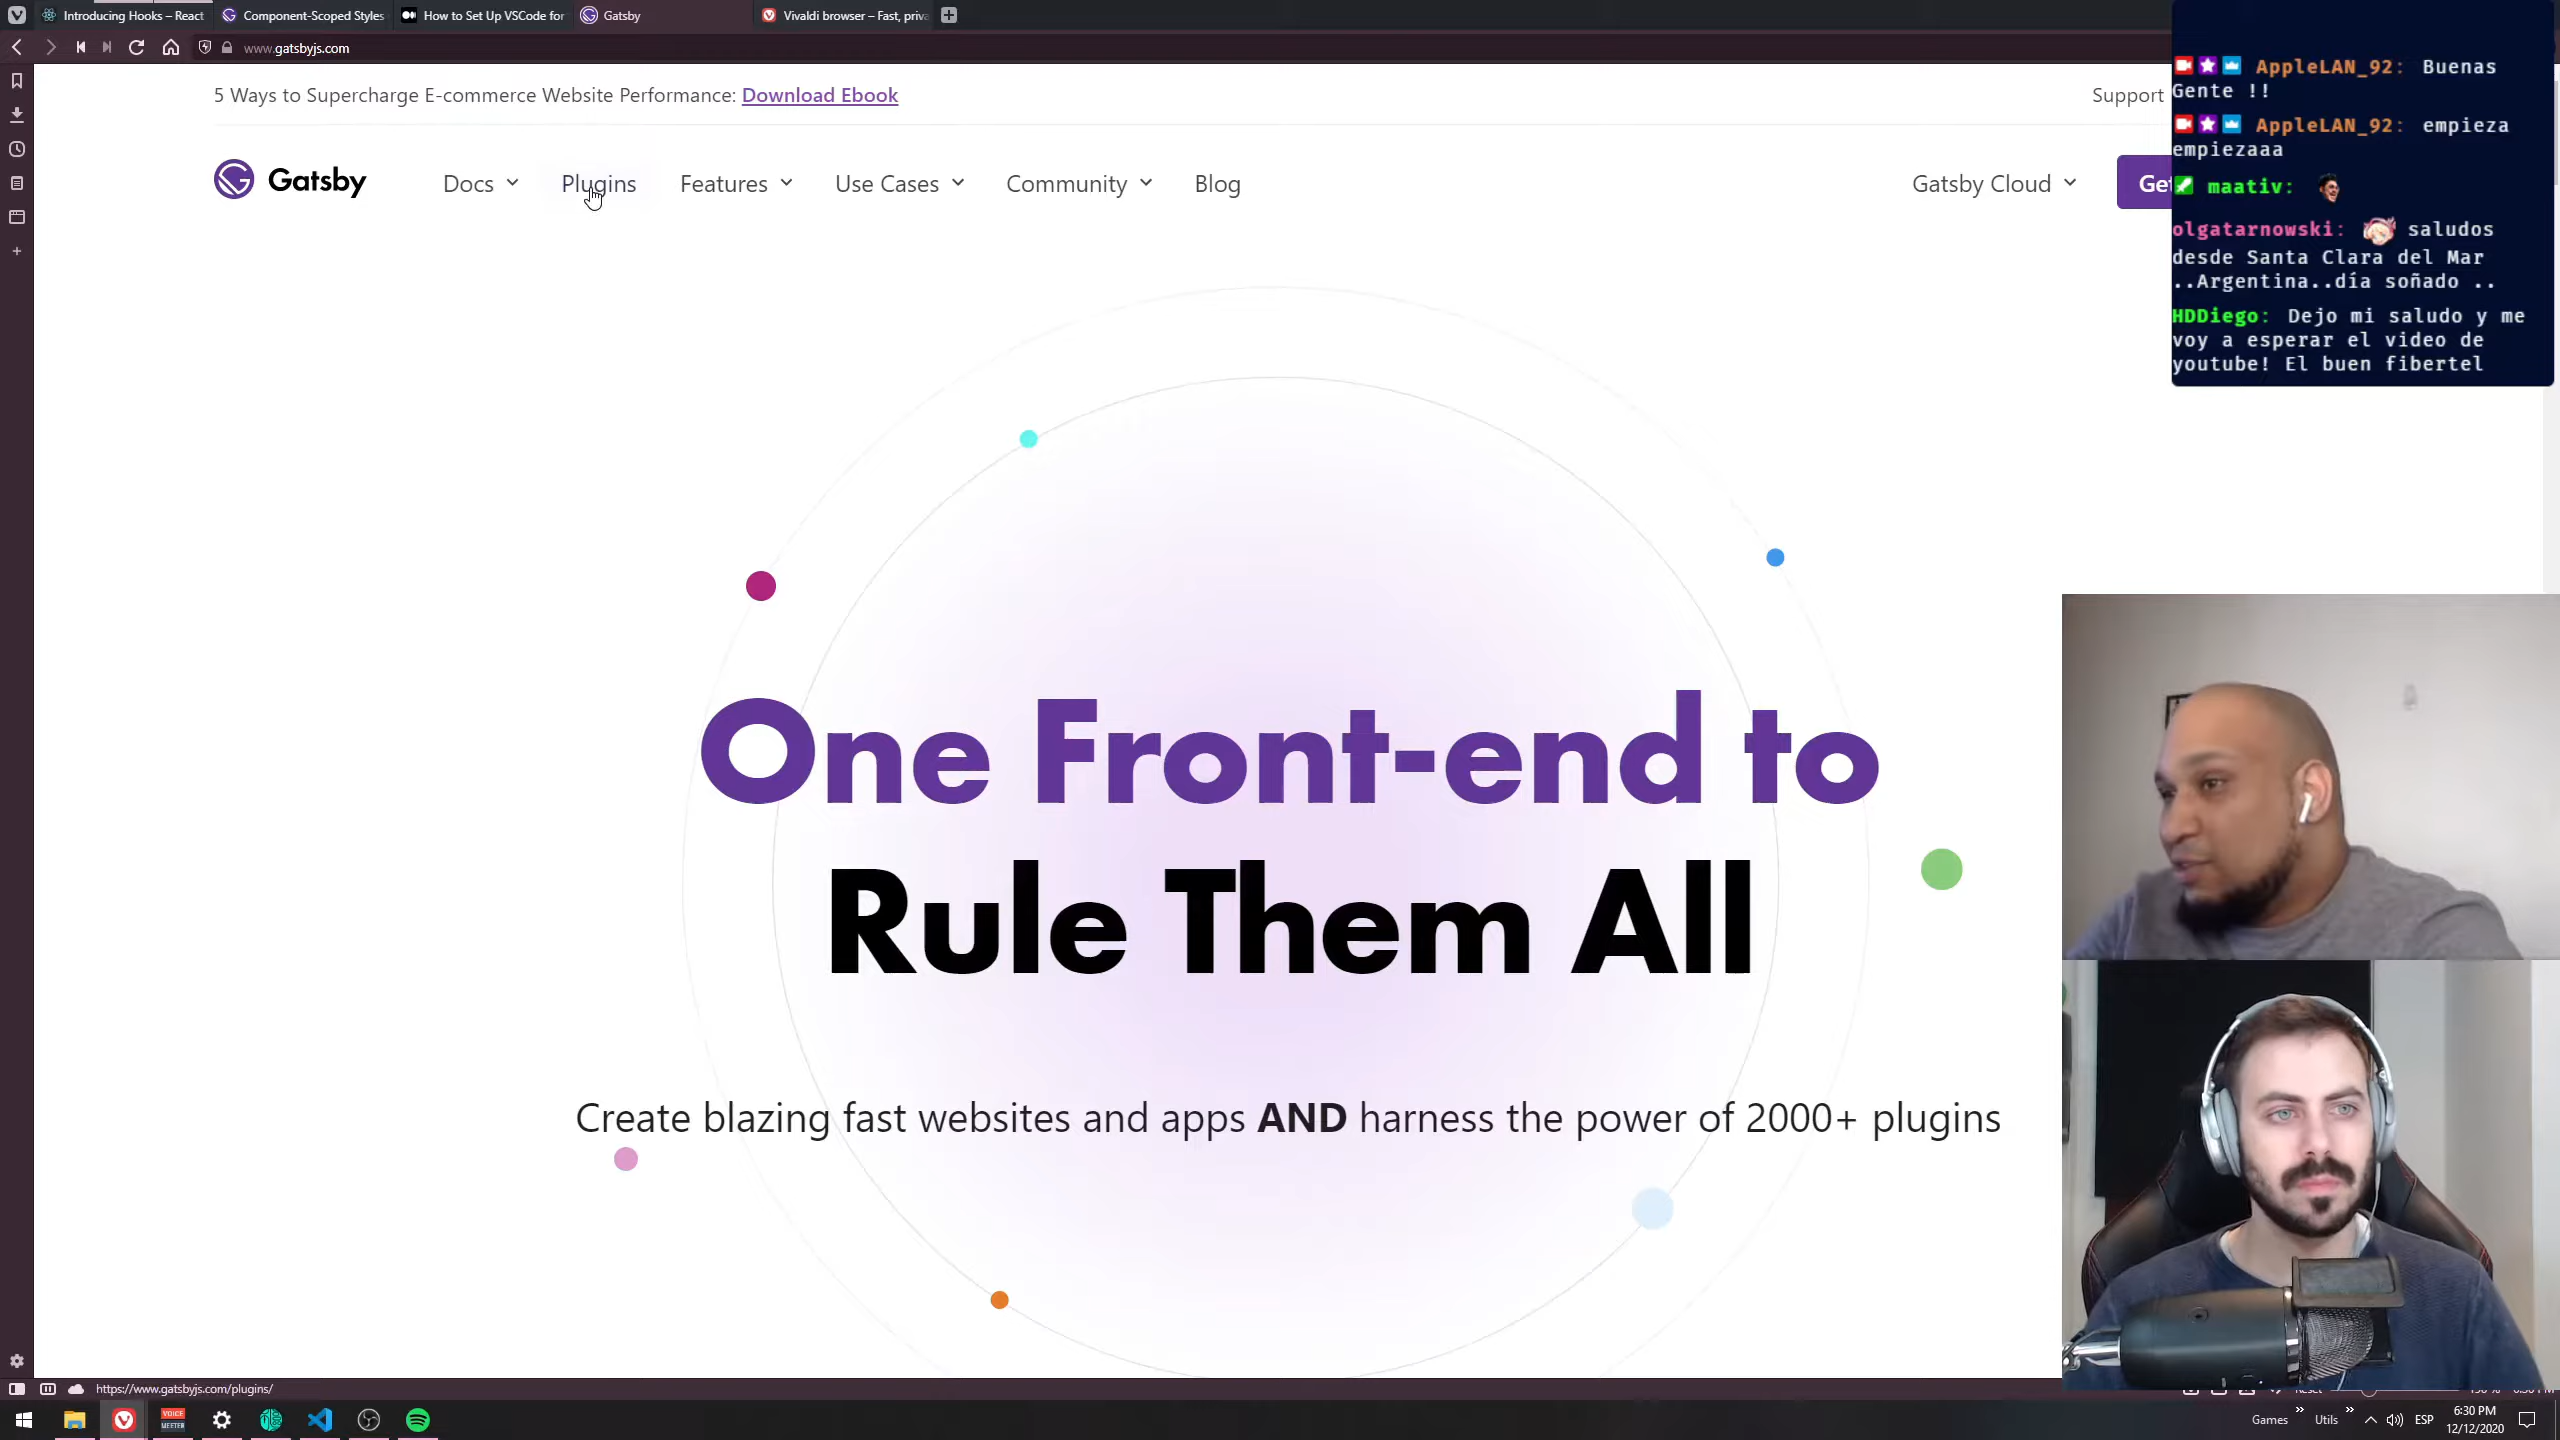 Introducing Hooks – React
Component-Scoped Styles
How to Set Up VSCode for
Gatsby
Vivaldi browser – Fast, priva
www.gatsbyjs.com
5 Ways to Supercharge E-commerce Website Performance: Download Ebook
Support
Gatsby
Docs
Plugins
Features
Use Cases
Community
Blog
Gatsby Cloud
Get
AppleLAN_92: Buenas
Gente !!
AppleLAN_92: empieza
empiezaaa
maativ:
olgatarnowski: saludos
desde Santa Clara del Mar
..Argentina..día soñado ..
HDDiego: Dejo mi saludo y me
voy a esperar el video de
youtube! El buen fibertel
One Front-end to
Rule Them All
Create blazing fast websites and apps AND harness the power of 2000+ plugins
https://www.gatsbyjs.com/plugins/
VOICE
MEETER
Games
Utils
ESP
6:30 PM
12/12/2020